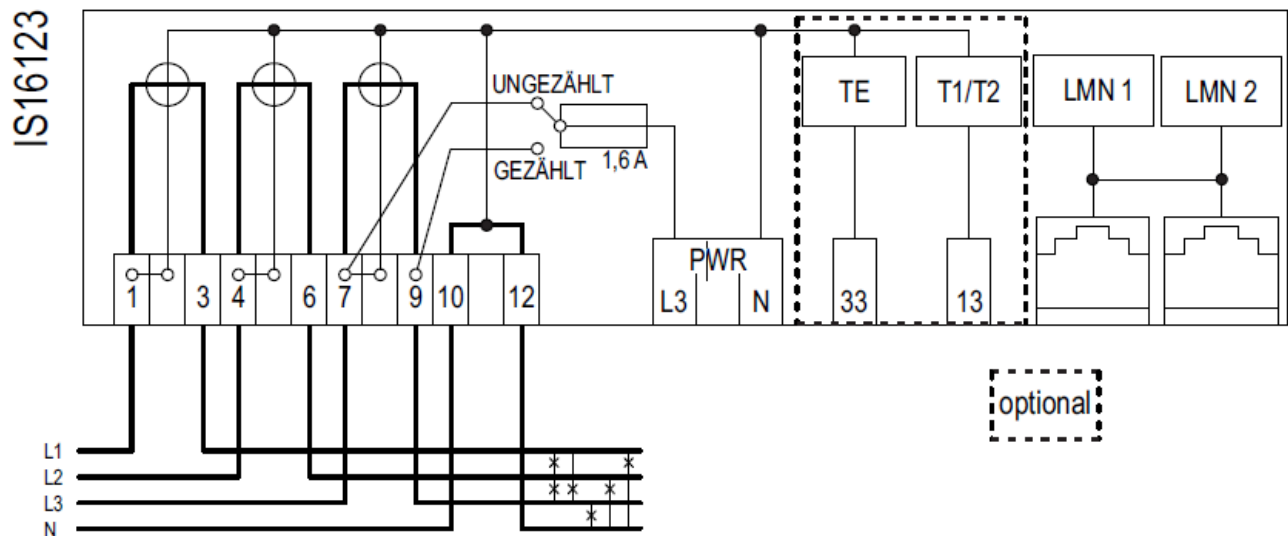 IS16123
UNGEZÄHLT
GEZÄHLT
1,6 A
TE
T1/T2
LMN 1
LMN 2
PWR
L3
N
1
3
4
6
7
9
10
12
33
13
optional
L1
L2
L3
N